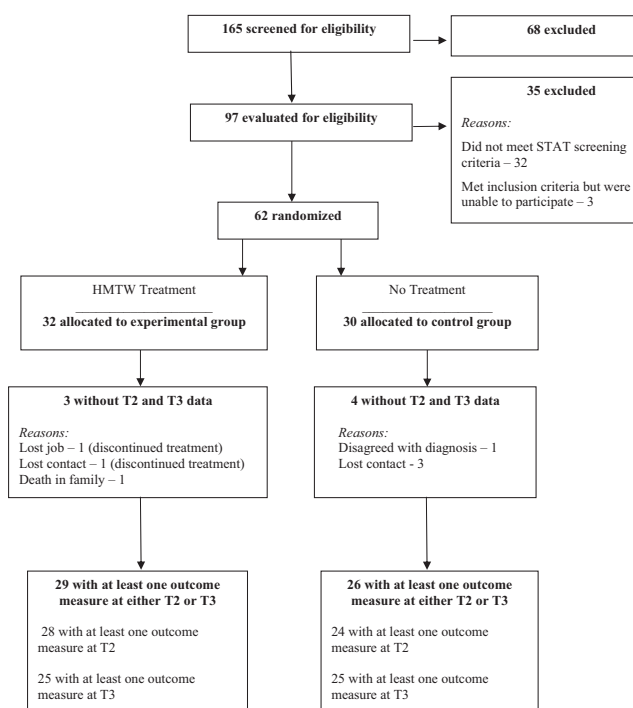 165 screened for eligibility
68 excluded
97 evaluated for eligibility
35 excluded
Reasons:
Did not meet STAT screening
criteria – 32
Met inclusion criteria but were
unable to participate – 3
62 randomized
HMTW Treatment
32 allocated to experimental group
No Treatment
30 allocated to control group
3 without T2 and T3 data
Reasons:
Lost job – 1 (discontinued treatment)
Lost contact – 1 (discontinued treatment)
Death in family – 1
4 without T2 and T3 data
Reasons:
Disagreed with diagnosis – 1
Lost contact - 3
29 with at least one outcome
measure at either T2 or T3
28 with at least one outcome
measure at T2
25 with at least one outcome
measure at T3
26 with at least one outcome
measure at either T2 or T3
24 with at least one outcome
measure at T2
25 with at least one outcome
measure at T3